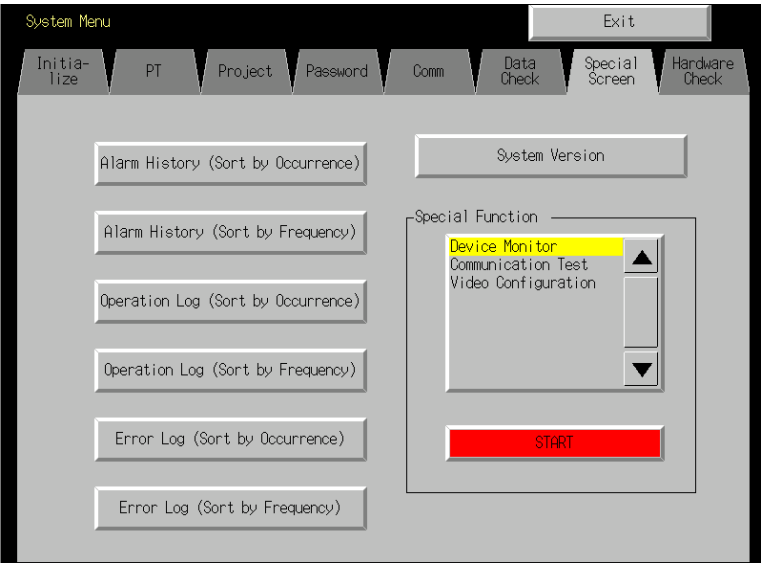 System Menu
Exit
Initia-
lize
PT
Project
Password
Comm
Data
Check
Special
Screen
Hardware
Check
Alarm History (Sort by Occurrence)
Alarm History (Sort by Frequency)
Operation Log (Sort by Occurrence)
Operation Log (Sort by Frequency)
Error Log (Sort by Occurrence)
Error Log (Sort by Frequency)
System Version
Special Function
Device Monitor
Communication Test
Video Configuration
START